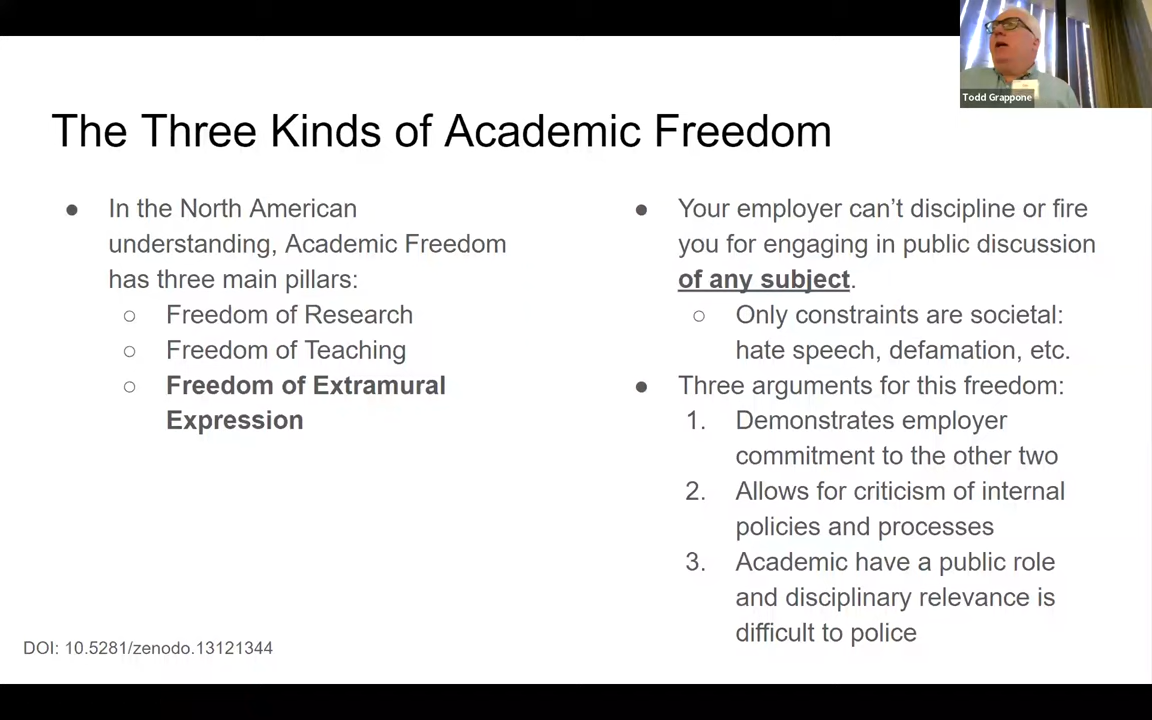 Todd Grappone
The Three Kinds of Academic Freedom
● In the North American
understanding, Academic Freedom
has three main pillars:
○ Freedom of Research
○ Freedom of Teaching
○ Freedom of Extramural
Expression
● Your employer can’t discipline or fire
you for engaging in public discussion
of any subject.
○ Only constraints are societal:
hate speech, defamation, etc.
● Three arguments for this freedom:
1. Demonstrates employer
commitment to the other two
2. Allows for criticism of internal
policies and processes
3. Academic have a public role
and disciplinary relevance is
difficult to police
DOI: 10.5281/zenodo.13121344